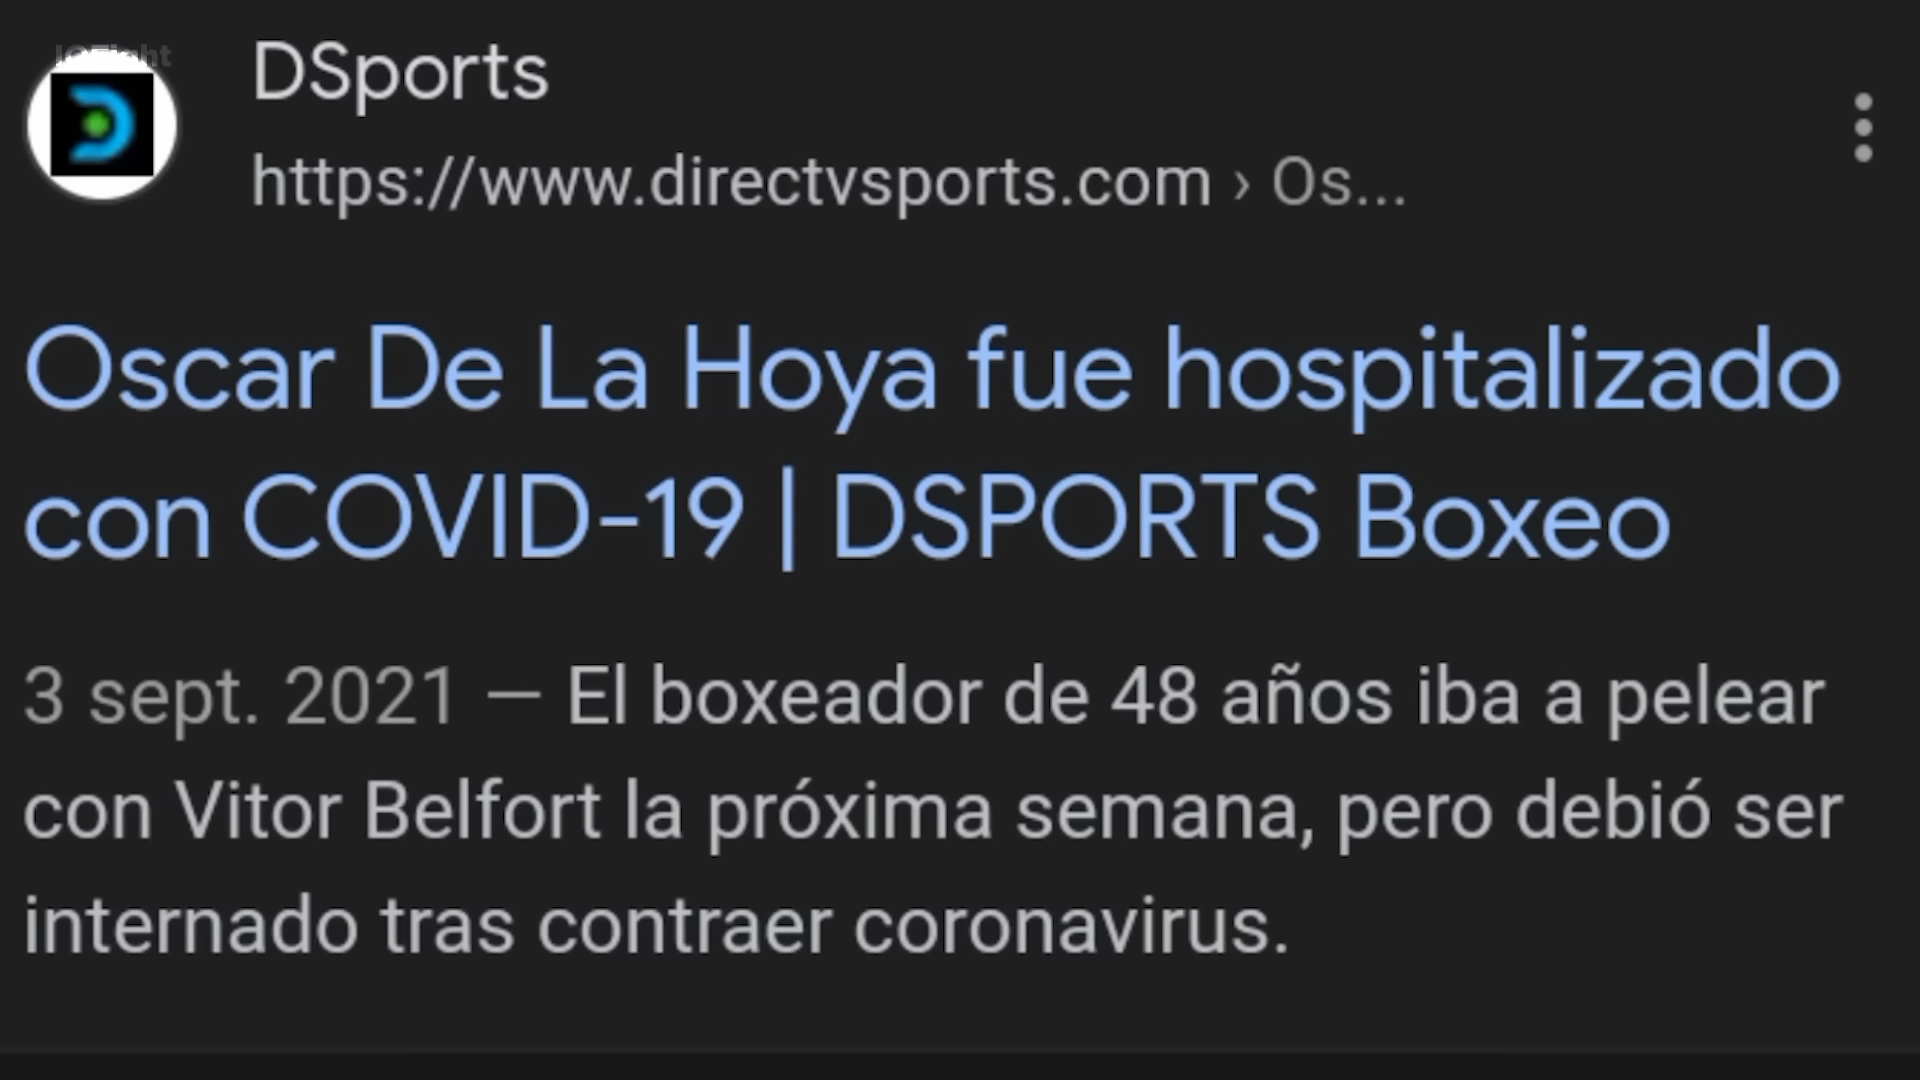 DSports
https://www.directvsports.com › Os...
Oscar De La Hoya fue hospitalizado
con COVID-19 | DSPORTS Boxeo
3 sept. 2021 — El boxeador de 48 años iba a pelear
con Vitor Belfort la próxima semana, pero debió ser
internado tras contraer coronavirus.